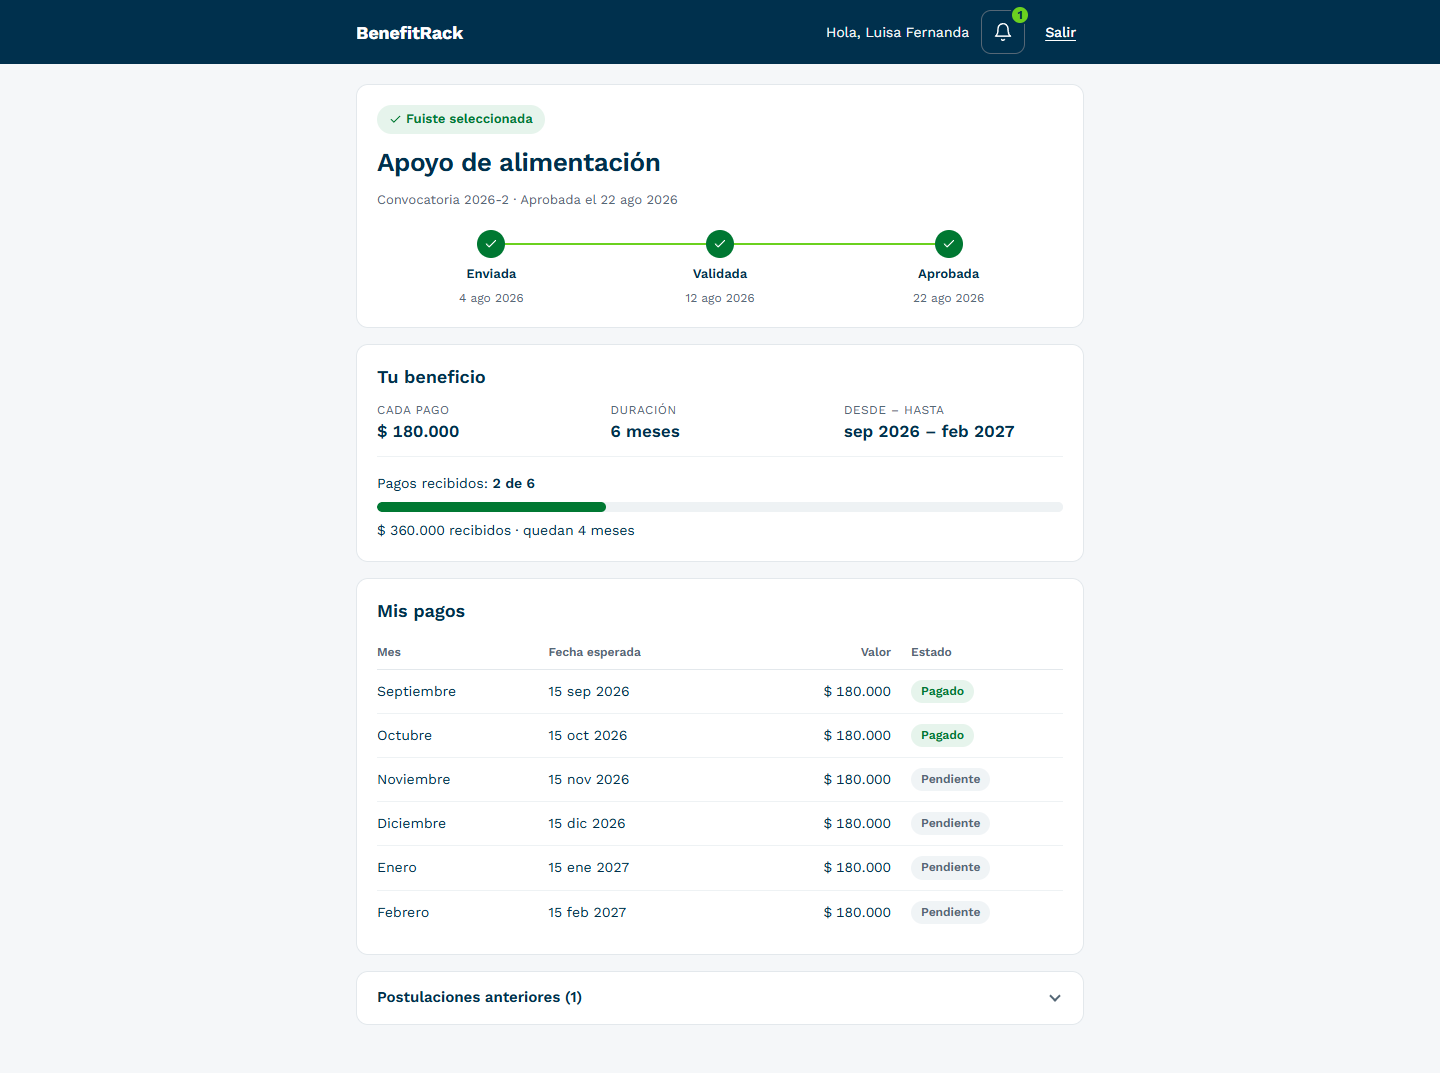 BenefitRack
Hola, Luisa Fernanda
1
Salir
Fuiste seleccionada
Apoyo de alimentación
Convocatoria 2026-2 · Aprobada el 22 ago 2026
Enviada Validada Aprobada
4 ago 2026 12 ago 2026 22 ago 2026
Tu beneficio
CADA PAGO DURACIÓN DESDE – HASTA
$ 180.000 6 meses sep 2026 – feb 2027
Pagos recibidos: 2 de 6
$ 360.000 recibidos · quedan 4 meses
Mis pagos
Mes Fecha esperada Valor Estado
Septiembre 15 sep 2026 $ 180.000 Pagado
Octubre 15 oct 2026 $ 180.000 Pagado
Noviembre 15 nov 2026 $ 180.000 Pendiente
Diciembre 15 dic 2026 $ 180.000 Pendiente
Enero 15 ene 2027 $ 180.000 Pendiente
Febrero 15 feb 2027 $ 180.000 Pendiente
Postulaciones anteriores (1)